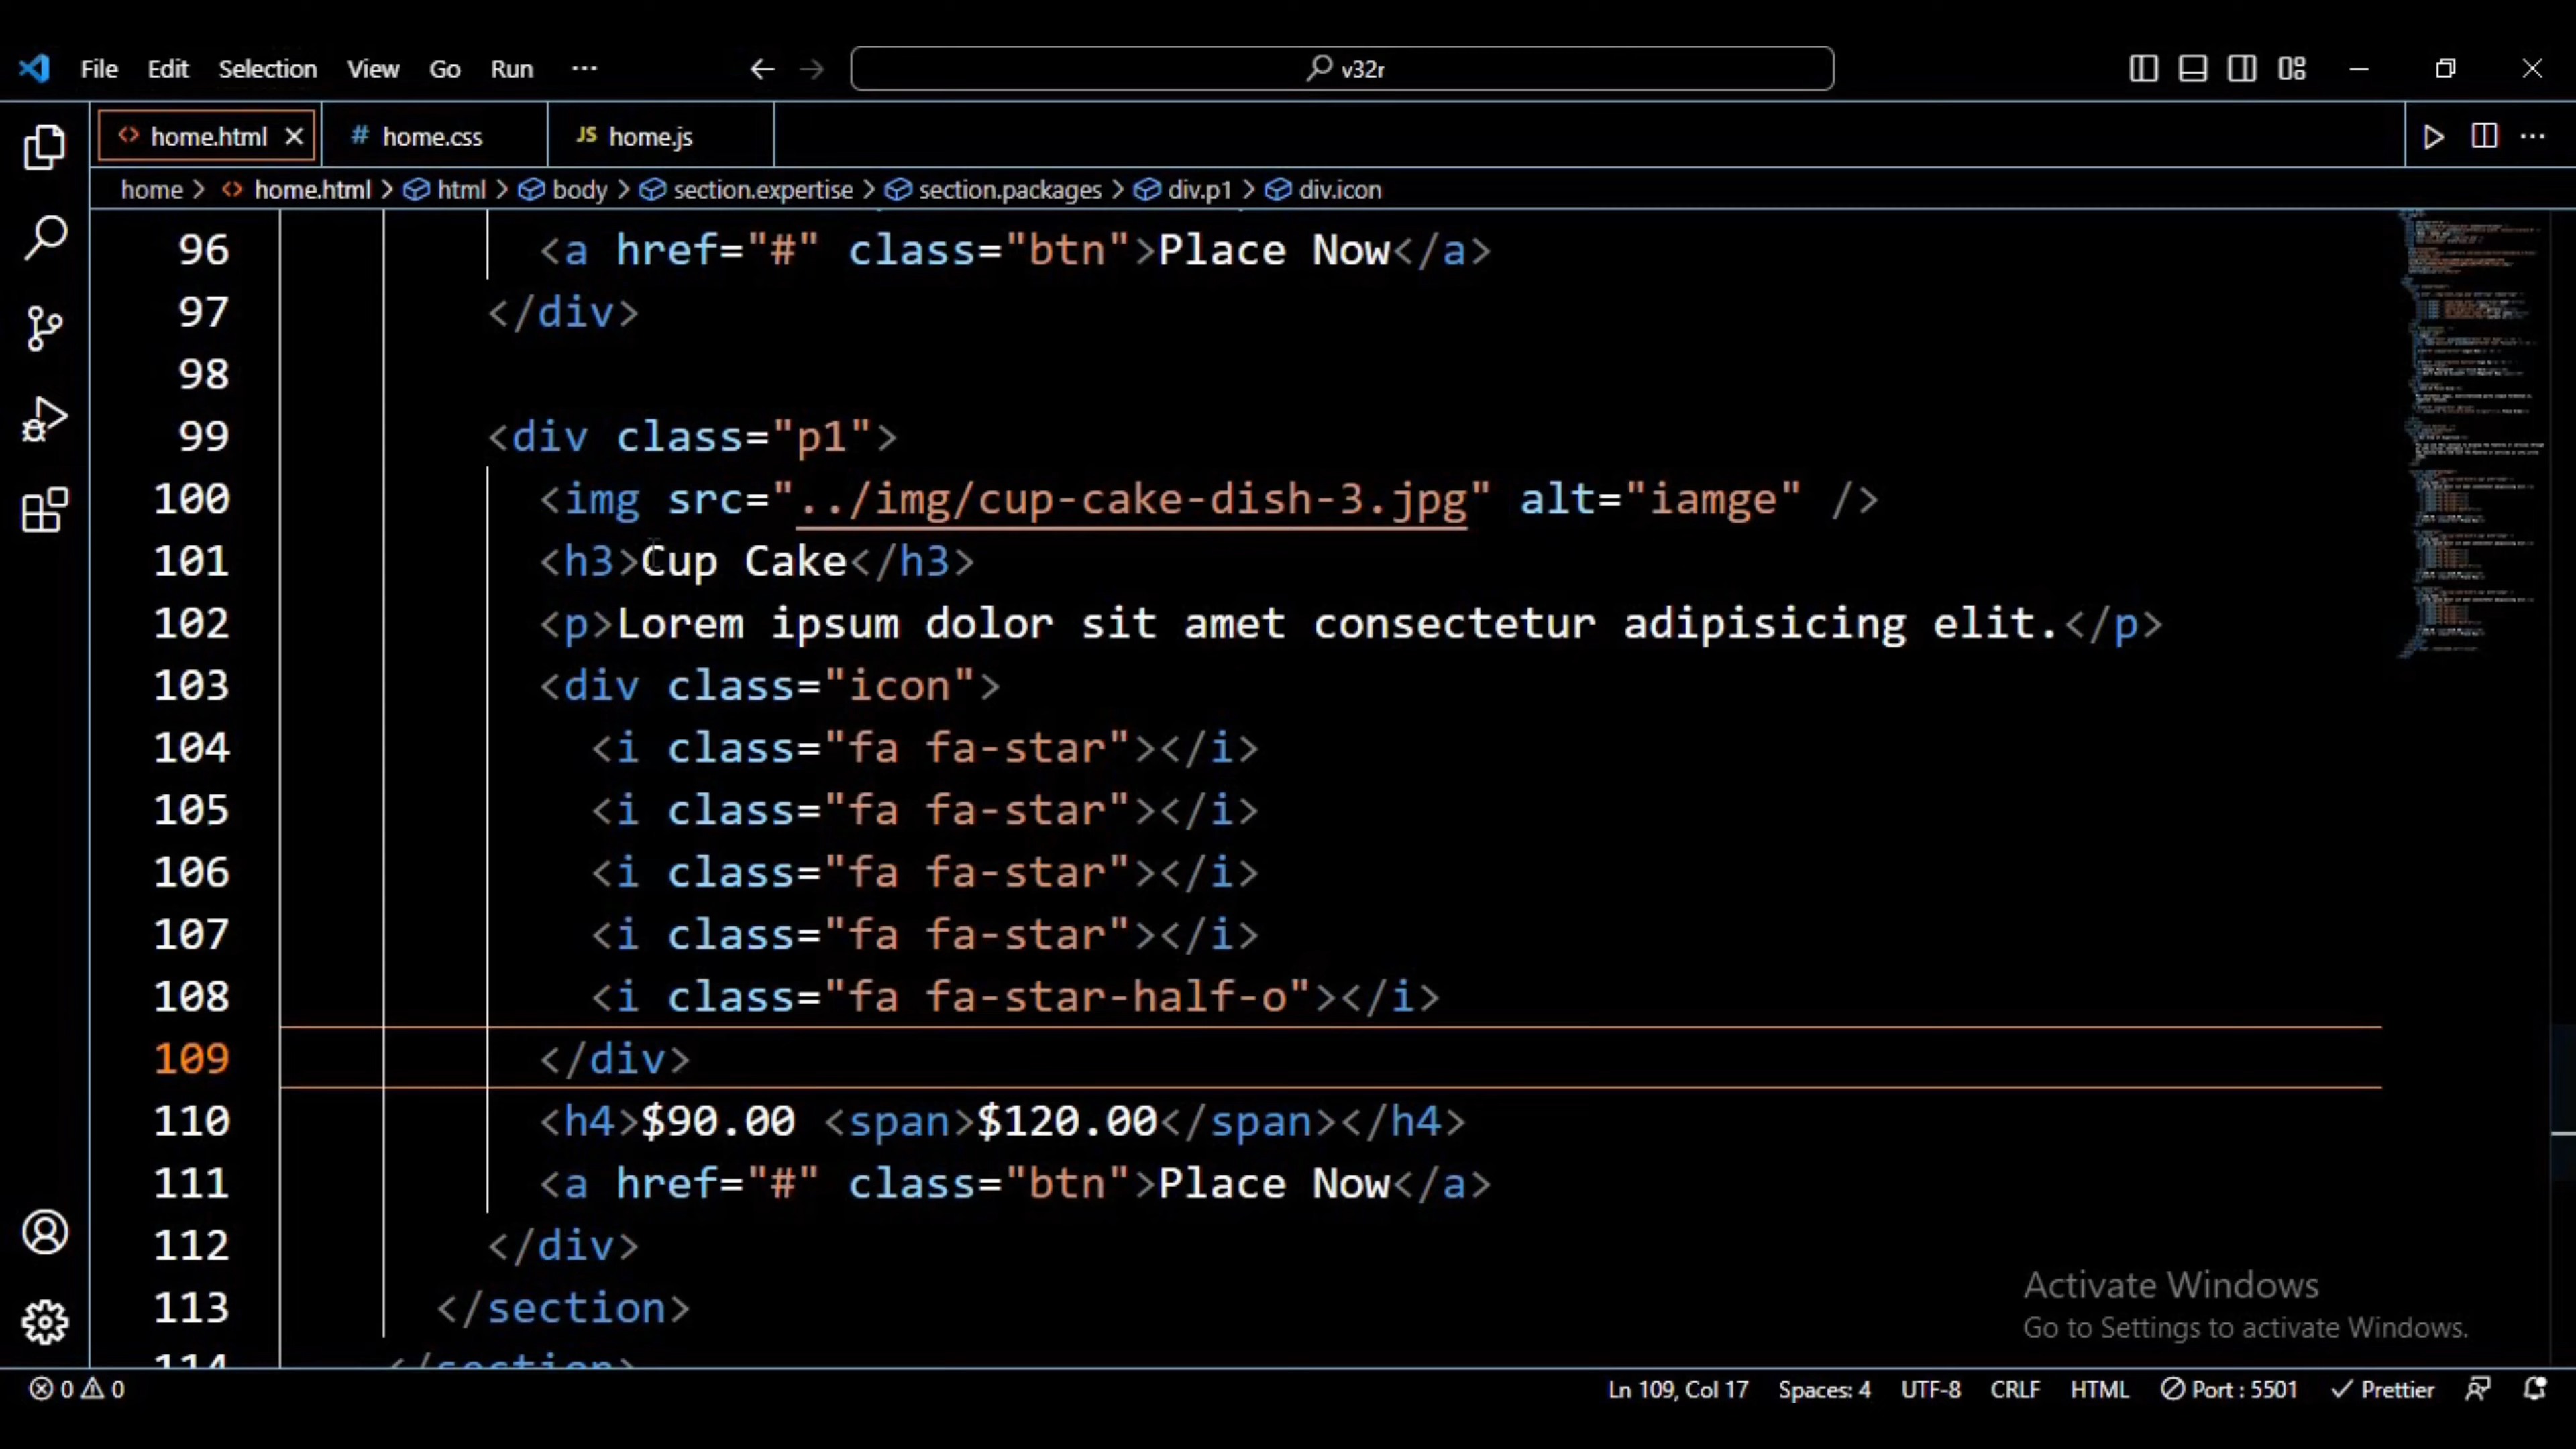 File Edit Selection View Go Run ··· v32r
home.html home.css JS home.js
home > home.html > html > body > section.expertise > section.packages > div.p1 > div.icon
96 <a href="#" class="btn">Place Now</a>
97 </div>
98
99 <div class="p1">
100 <img src="../img/cup-cake-dish-3.jpg" alt="iamge" />
101 <h3>Cup Cake</h3>
102 <p>Lorem ipsum dolor sit amet consectetur adipisicing elit.</p>
103 <div class="icon">
104 <i class="fa fa-star"></i>
105 <i class="fa fa-star"></i>
106 <i class="fa fa-star"></i>
107 <i class="fa fa-star"></i>
108 <i class="fa fa-star-half-o"></i>
109 </div>
110 <h4>$90.00 <span>$120.00</span></h4>
111 <a href="#" class="btn">Place Now</a>
112 </div>
113 </section>
114 </section>
Activate Windows
Go to Settings to activate Windows.
0 0 Ln 109, Col 17 Spaces: 4 UTF-8 CRLF HTML Port : 5501 Prettier